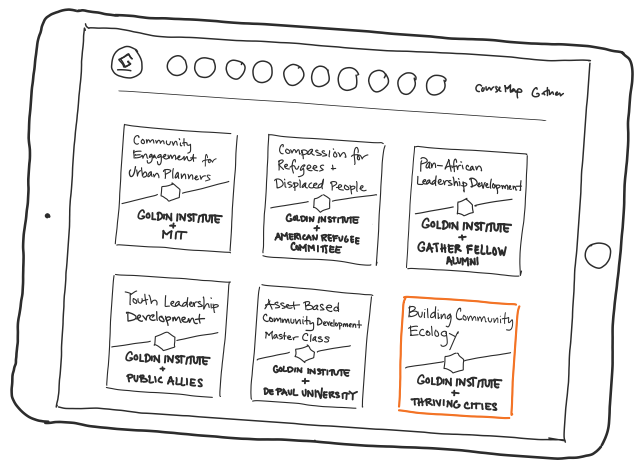 G
Course Map Gather
Community
Engagement for
Urban Planners
GOLDIN INSTITUTE
+
MIT
Compassion for
Refugees +
Displaced People
GOLDIN INSTITUTE
+
AMERICAN REFUGEE
COMMITTEE
Pan-African
Leadership Development
GOLDIN INSTITUTE
+
GATHER FELLOW
ALUMNI
Youth Leadership
Development
GOLDIN INSTITUTE
+
PUBLIC ALLIES
Asset Based
Community Development
Master Class
GOLDIN INSTITUTE
+
DEPAUL UNIVERSITY
Building Community
Ecology
GOLDIN INSTITUTE
+
THRIVING CITIES